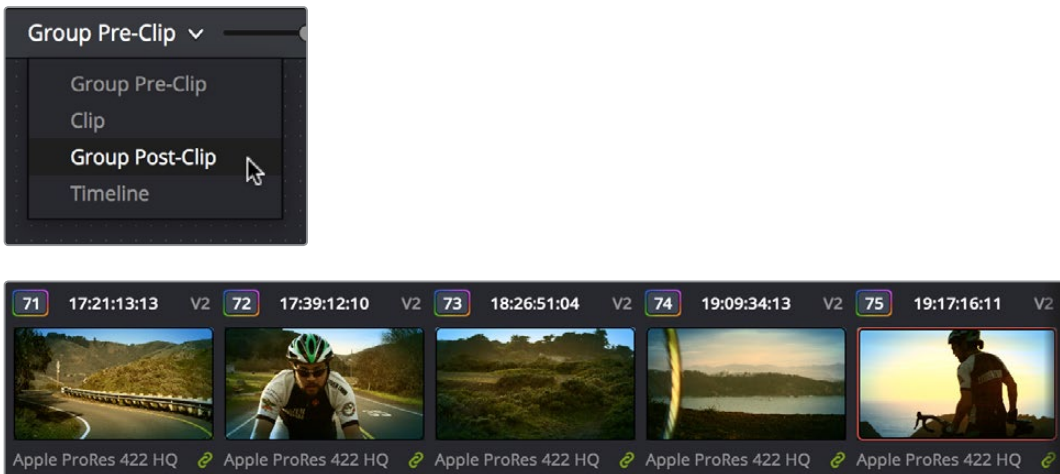 Group Pre-Clip
Group Pre-Clip
Clip
Group Post-Clip
Timeline
71 17:21:13:13 V2 72 17:39:12:10 V2 73 18:26:51:04 V2 74 19:09:34:13 V2 75 19:17:16:11 V2
Apple ProRes 422 HQ Apple ProRes 422 HQ Apple ProRes 422 HQ Apple ProRes 422 HQ Apple ProRes 422 HQ